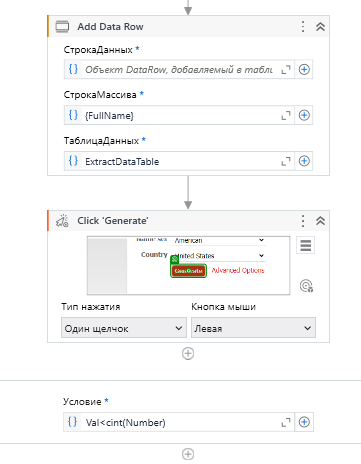 Add Data Row
СтрокаДанных *
Объект DataRow, добавляемый в табли
СтрокаМассива *
{FullName}
ТаблицаДанных *
ExtractDataTable
Click 'Generate'
American
Country
United States
Generate
Advanced Options
Тип нажатия
Кнопка мыши
Один щелчок
Левая
Условие *
Val<cint(Number)